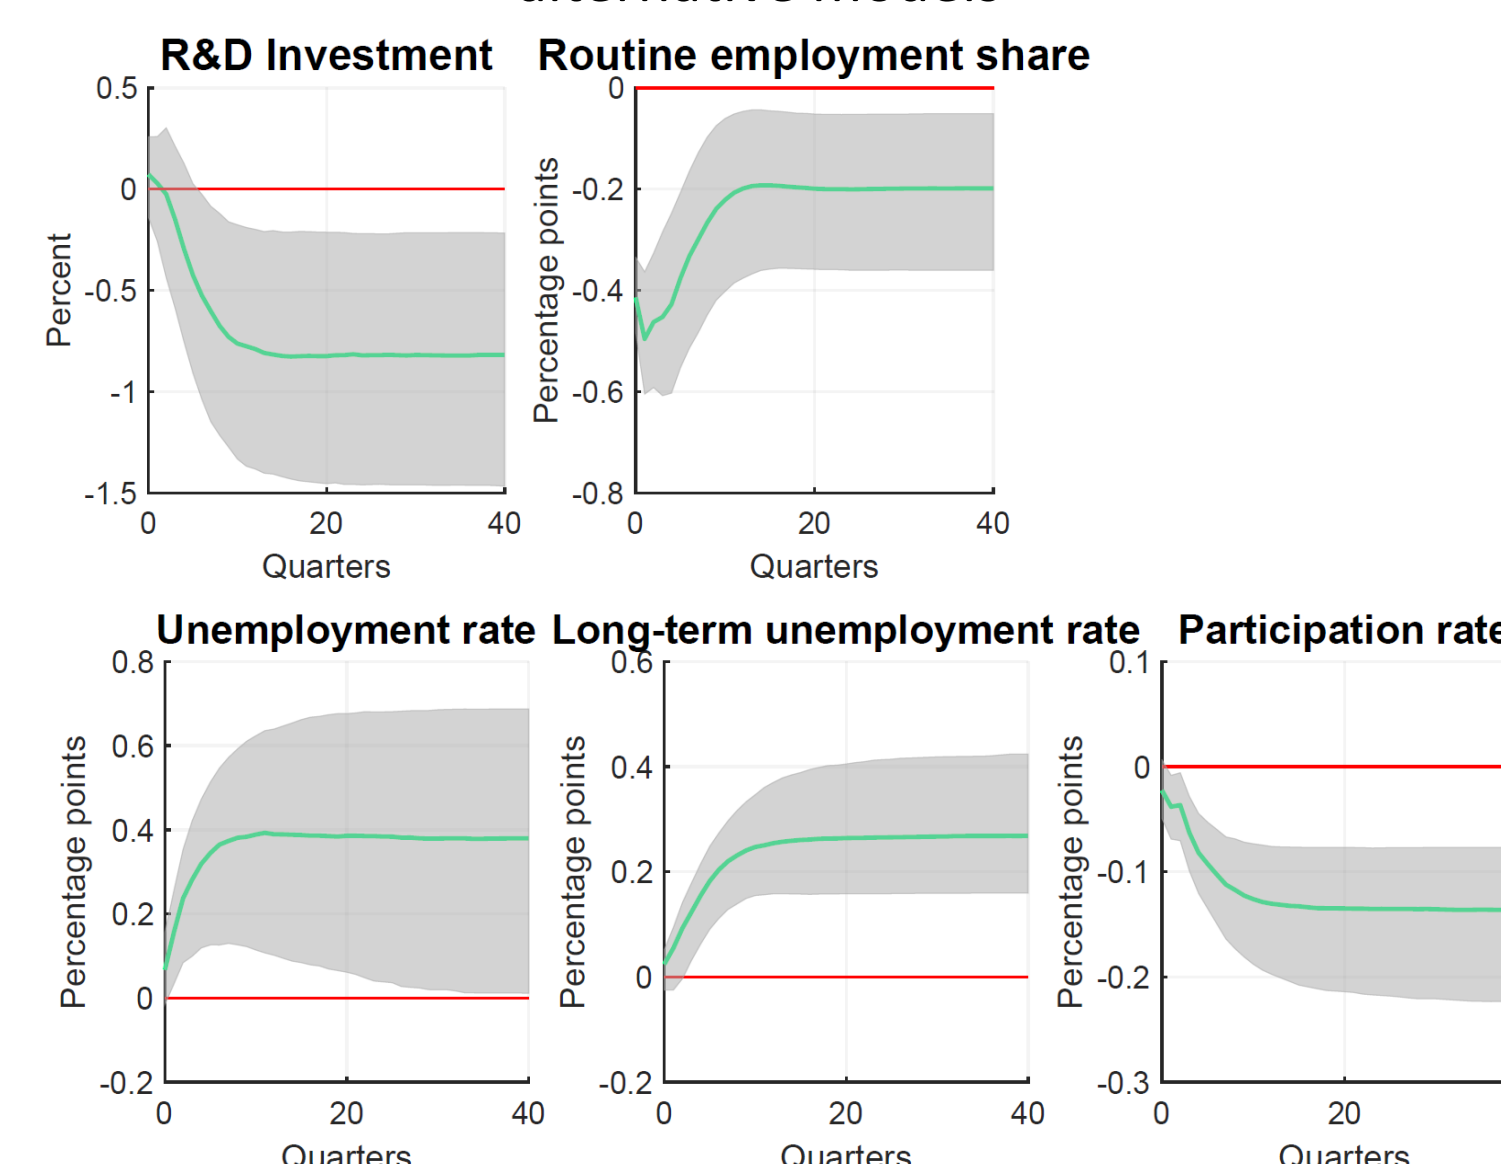 alternative models
R&D Investment
Routine employment share
0.5
0
-0.5
-1
-1.5
Percent
0
20
40
Quarters
0
-0.2
-0.4
-0.6
-0.8
Percentage points
0
20
40
Quarters
Unemployment rate
Long-term unemployment rate
Participation rate
0.8
0.6
0.4
0.2
0
-0.2
Percentage points
0
20
40
Quarters
0.6
0.4
0.2
0
-0.2
Percentage points
0
20
40
Quarters
0.1
0
-0.1
-0.2
-0.3
Percentage points
0
20
Quarters